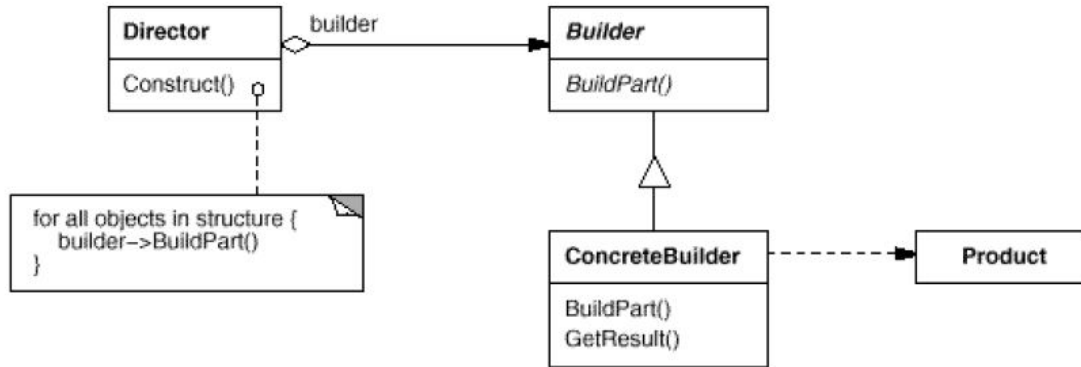 Director
builder
Builder
Construct()
BuildPart()
for all objects in structure {
builder->BuildPart()
}
ConcreteBuilder
Product
BuildPart()
GetResult()